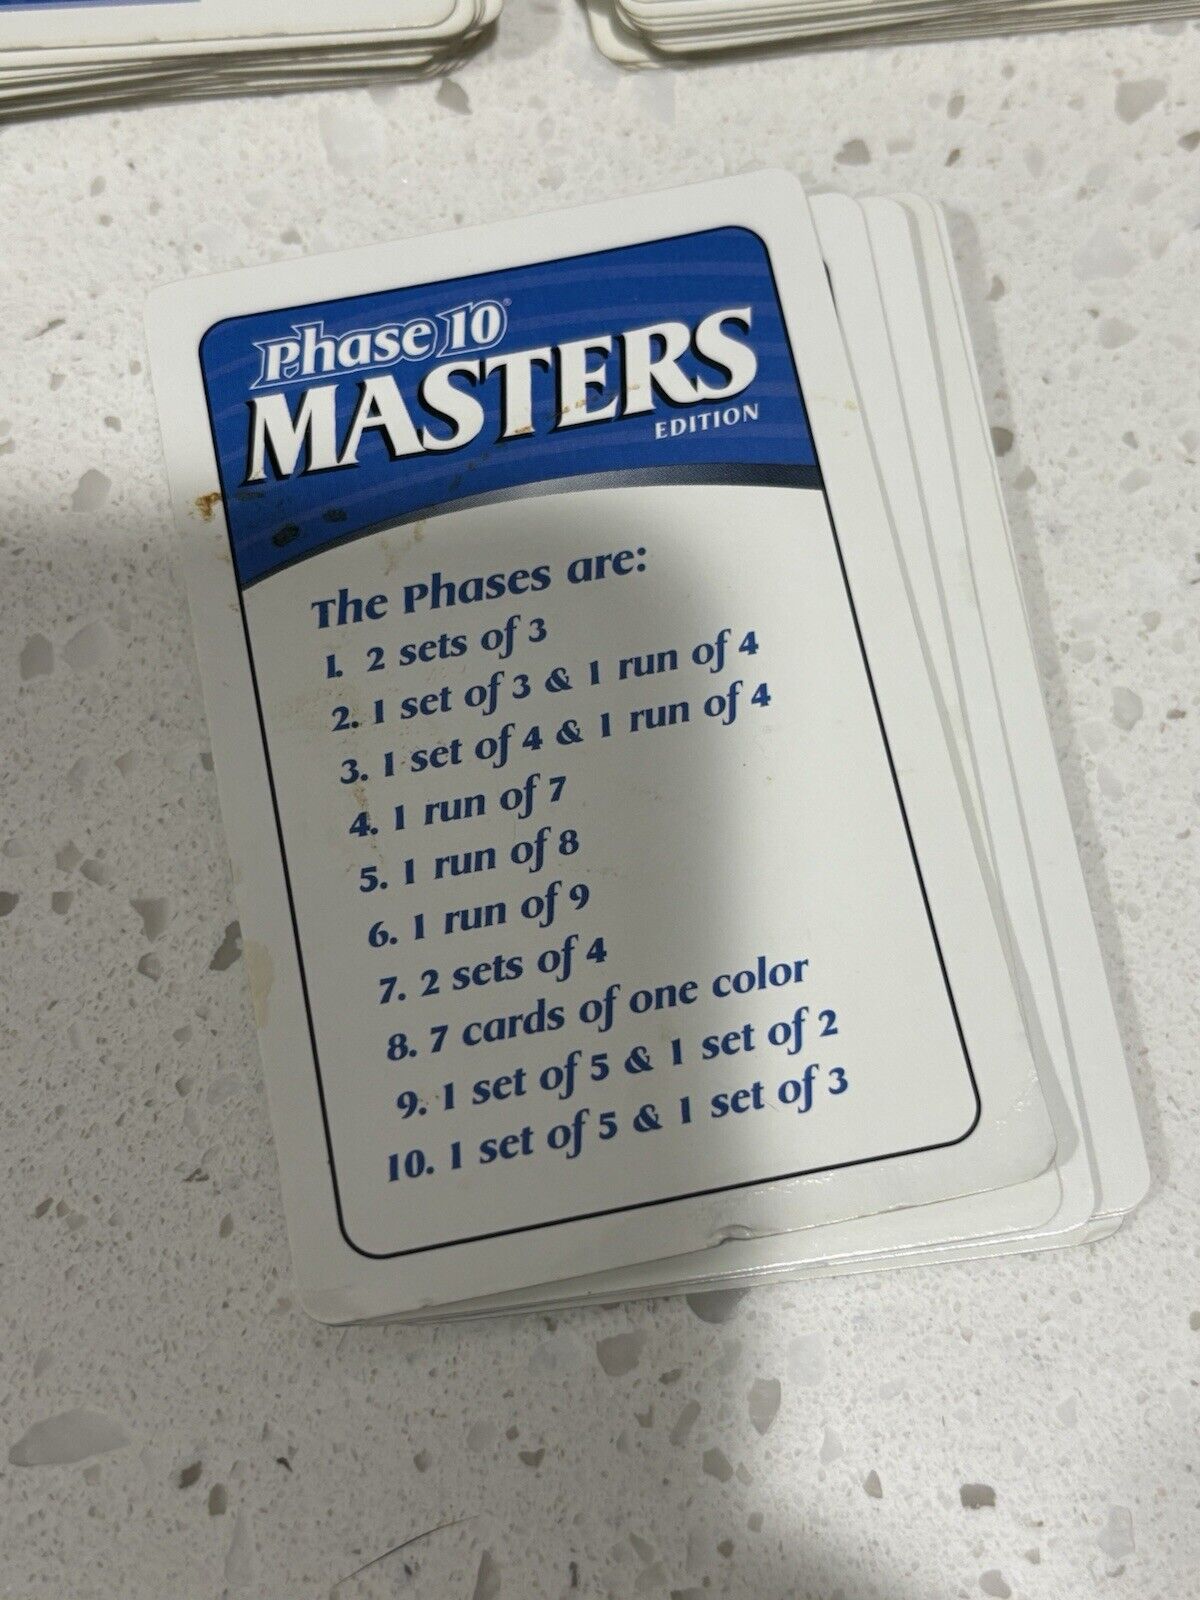 Phase 10®
MASTERS
EDITION
The Phases are:
1. 2 sets of 3
2. 1 set of 3 & 1 run of 4
3. 1 set of 4 & 1 run of 4
4. 1 run of 7
5. 1 run of 8
6. 1 run of 9
7. 2 sets of 4
8. 7 cards of one color
9. 1 set of 5 & 1 set of 2
10. 1 set of 5 & 1 set of 3